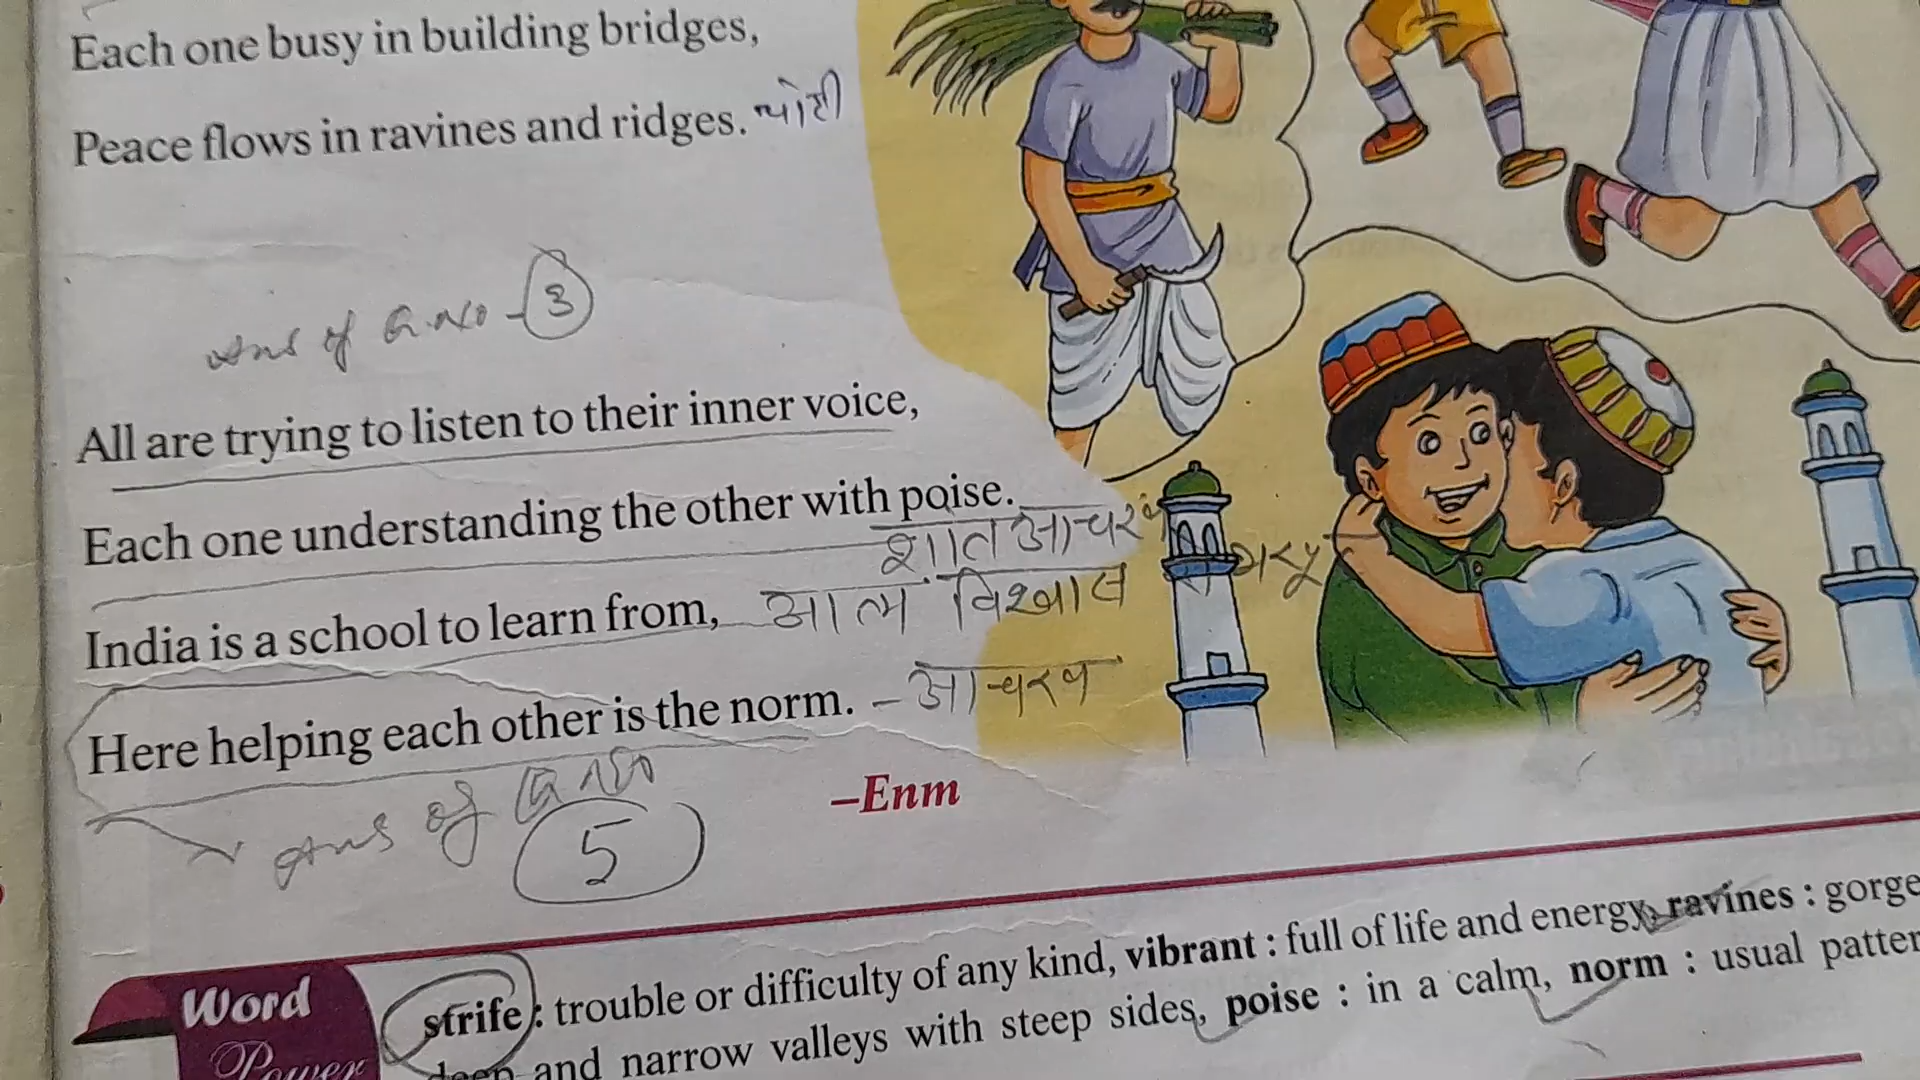 Each one busy in building bridges,
Peace flows in ravines and ridges. चोटी
Ans of Q.No - 3
All are trying to listen to their inner voice,
Each one understanding the other with poise.
शांत आचरण
India is a school to learn from, आत्म विश्वास
Here helping each other is the norm. - आचरण
Ans of Q No
5
–Enm
Word
Power
strife : trouble or difficulty of any kind, vibrant : full of life and energy, ravines : gorge
deep and narrow valleys with steep sides, poise : in a calm, norm : usual patter